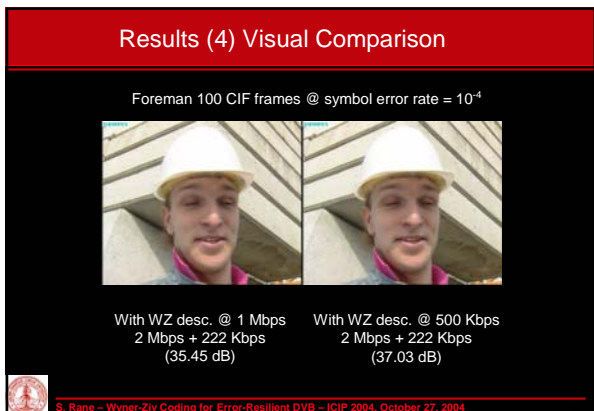 Results (4) Visual Comparison
Foreman 100 CIF frames @ symbol error rate = 10⁻⁴
With WZ desc. @ 1 Mbps
2 Mbps + 222 Kbps
(35.45 dB)
With WZ desc. @ 500 Kbps
2 Mbps + 222 Kbps
(37.03 dB)
S. Rane – Wyner-Ziv Coding for Error-Resilient DVB – ICIP 2004, October 27, 2004